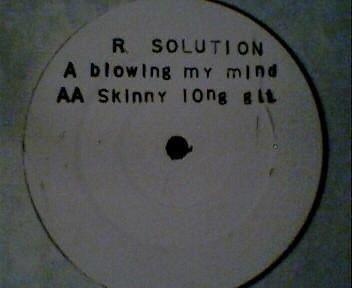 R SOLUTION
A blowing my mind
AA Skinny long git